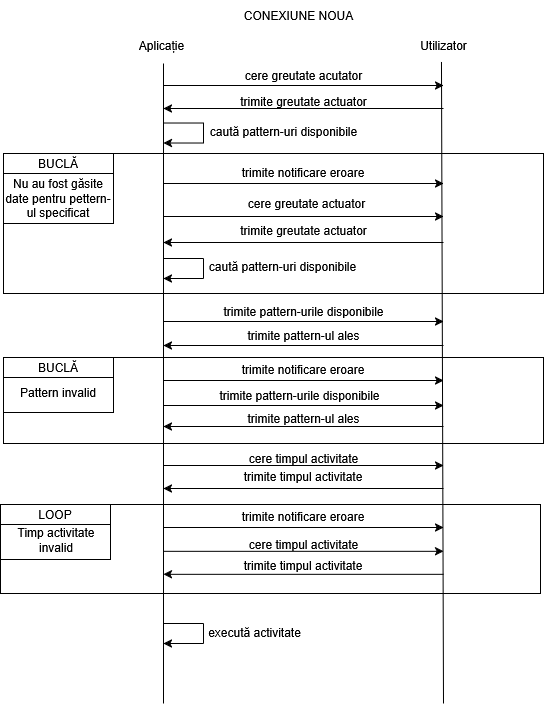 CONEXIUNE NOUA
Aplicație
Utilizator
cere greutate acutator
trimite greutate actuator
caută pattern-uri disponibile
BUCLĂ
Nu au fost găsite
date pentru pettern-
ul specificat
trimite notificare eroare
cere greutate actuator
trimite greutate actuator
caută pattern-uri disponibile
trimite pattern-urile disponibile
trimite pattern-ul ales
BUCLĂ
Pattern invalid
trimite notificare eroare
trimite pattern-urile disponibile
trimite pattern-ul ales
cere timpul activitate
trimite timpul activitate
LOOP
Timp activitate
invalid
trimite notificare eroare
cere timpul activitate
trimite timpul activitate
execută activitate